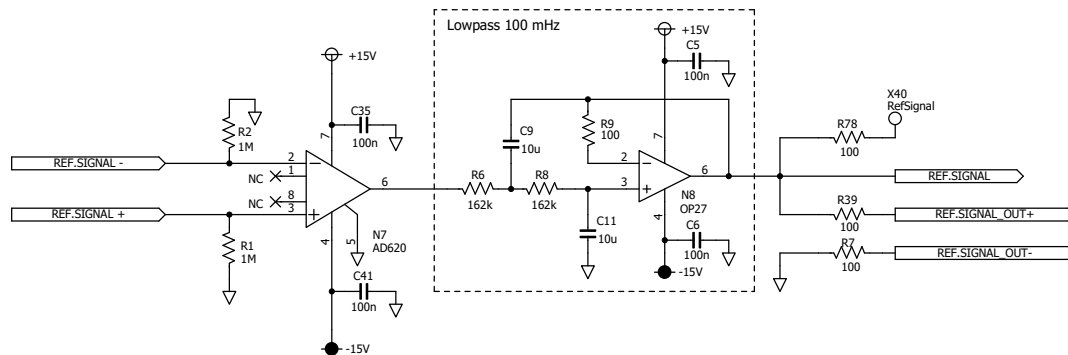 Lowpass 100 mHz
+15V
+15V
C5
100n
X40
RefSignal
C35
100n
R2
1M
7
C9
10u
R9
100
7
R78
100
REF.SIGNAL -
2
1
NC
6
2
6
REF.SIGNAL
R6
162k
R8
162k
3
NC
8
3
REF.SIGNAL +
N8
OP27
R39
100
REF.SIGNAL_OUT+
N7
AD620
4
5
C11
10u
4
C6
100n
R1
1M
R7
100
REF.SIGNAL_OUT-
C41
100n
-15V
-15V